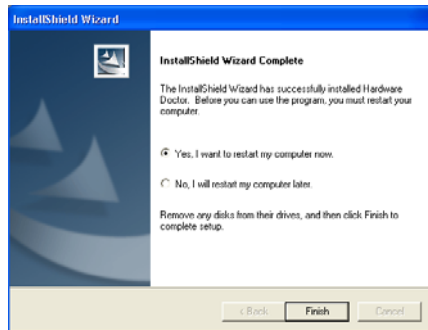 InstallShield Wizard
InstallShield Wizard Complete
The InstallShield Wizard has successfully installed Hardware
Doctor. Before you can use the program, you must restart your
computer.
Yes, I want to restart my computer now.
No, I will restart my computer later.
Remove any disks from their drives, and then click Finish to
complete setup.
< Back
Finish
Cancel